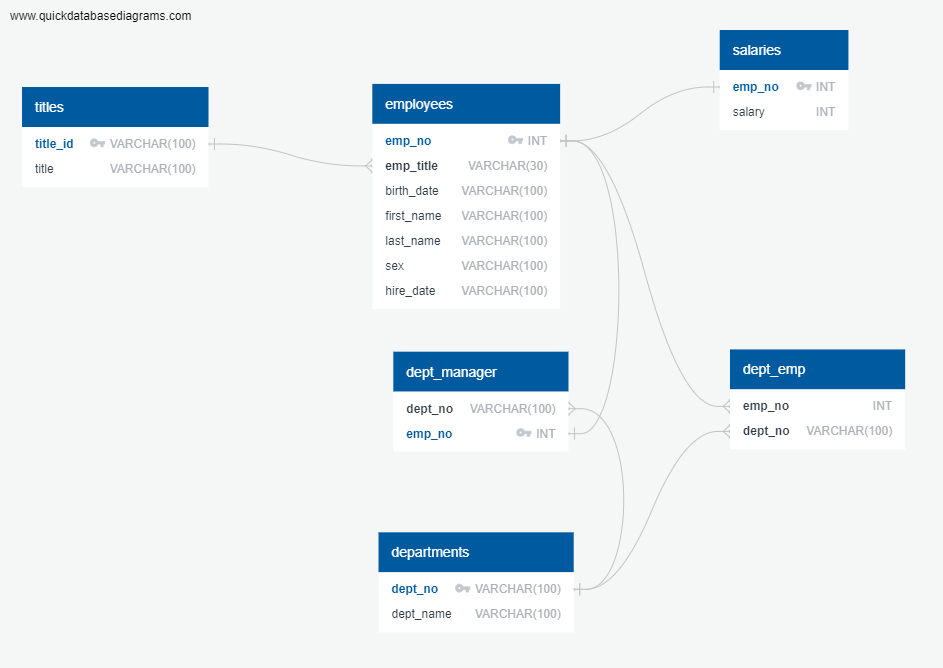 www.quickdatabasediagrams.com
titles
title_id VARCHAR(100)
title VARCHAR(100)
employees
emp_no INT
emp_title VARCHAR(30)
birth_date VARCHAR(100)
first_name VARCHAR(100)
last_name VARCHAR(100)
sex VARCHAR(100)
hire_date VARCHAR(100)
salaries
emp_no INT
salary INT
dept_manager
dept_no VARCHAR(100)
emp_no INT
dept_emp
emp_no INT
dept_no VARCHAR(100)
departments
dept_no VARCHAR(100)
dept_name VARCHAR(100)